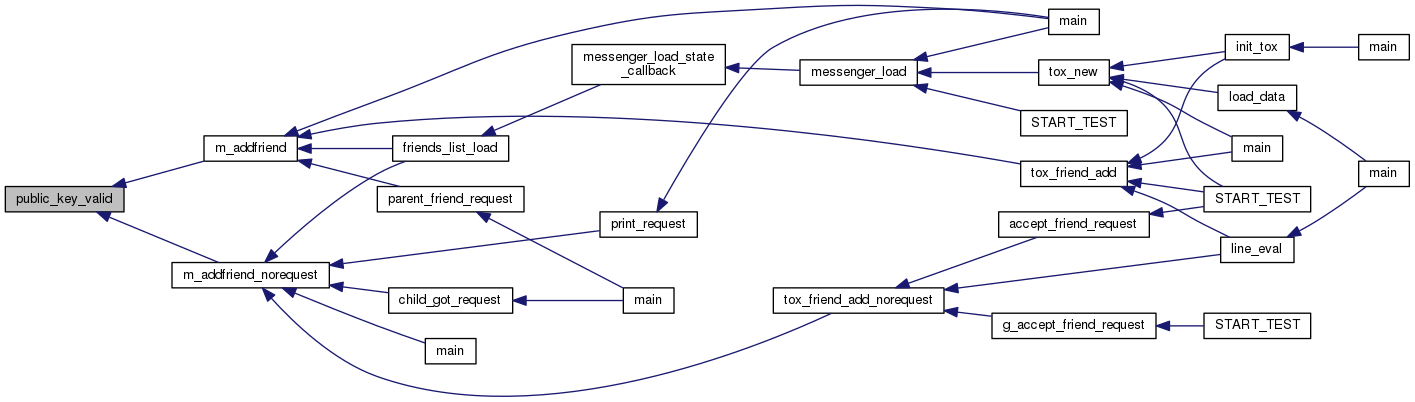 main
init_tox
main
messenger_load_state
_callback
messenger_load
tox_new
load_data
START_TEST
m_addfriend
friends_list_load
main
tox_friend_add
main
public_key_valid
parent_friend_request
START_TEST
print_request
accept_friend_request
line_eval
m_addfriend_norequest
child_got_request
main
tox_friend_add_norequest
g_accept_friend_request
START_TEST
main